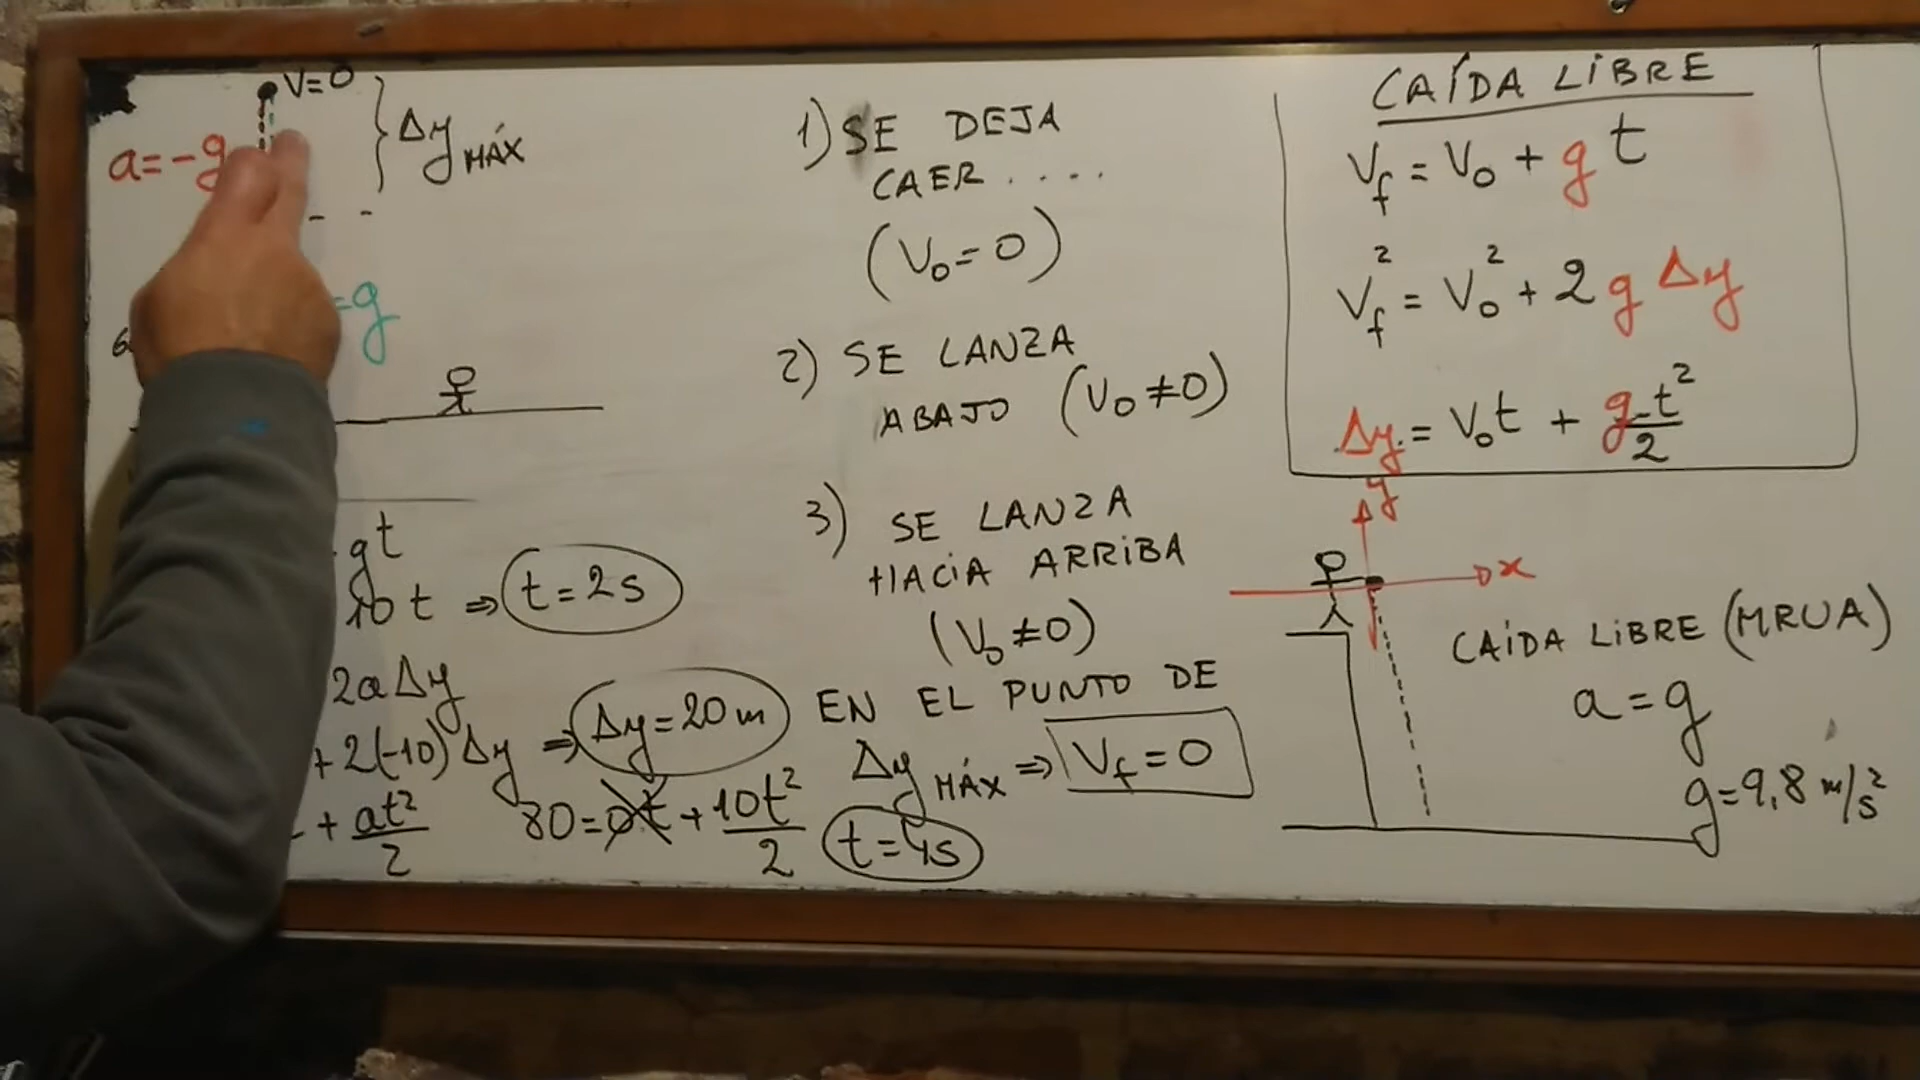 V=0
a=-g
Δy MÁX
=g
6
gt
10t ⇒ t=2s
2aΔy
+2(-10)Δy ⇒ Δy=20m
+ at²/2
80=0t+10t²/2
t=4s
1) SE DEJA
CAER ....
(V₀=0)
2) SE LANZA
ABAJO (V₀≠0)
3) SE LANZA
HACIA ARRIBA
(V₀≠0)
EN EL PUNTO DE
Δy MÁX ⇒ Vf=0
CAÍDA LIBRE
Vf = V₀ + g t
Vf² = V₀² + 2 g Δy
Δy = V₀t + g t²/2
y
x
CAÍDA LIBRE (MRUA)
a=g
g=9,8 m/s²